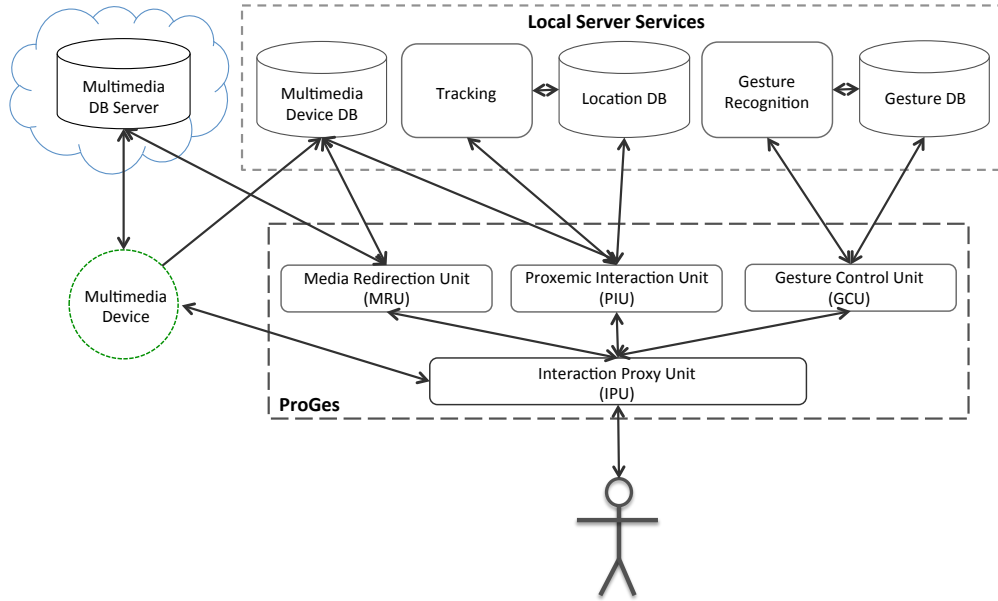 Local Server Services
Multimedia
DB Server
Multimedia
Device DB
Tracking
Location DB
Gesture
Recognition
Gesture DB
Media Redirection Unit
(MRU)
Proxemic Interaction Unit
(PIU)
Gesture Control Unit
(GCU)
Multimedia
Device
Interaction Proxy Unit
(IPU)
ProGes